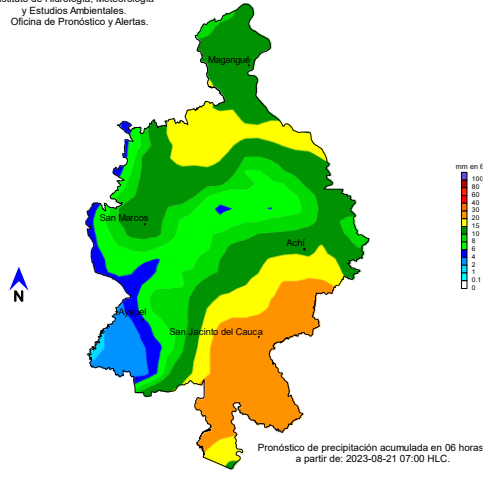 y Estudios Ambientales.
Oficina de Pronóstico y Alertas.
Magangué
San Marcos
Achí
Ayapel
San Jacinto del Cauca
N
mm en
100
80
60
40
30
20
15
10
8
6
4
2
1
0.1
0
Pronóstico de precipitación acumulada en 06 horas
a partir de: 2023-08-21 07:00 HLC.